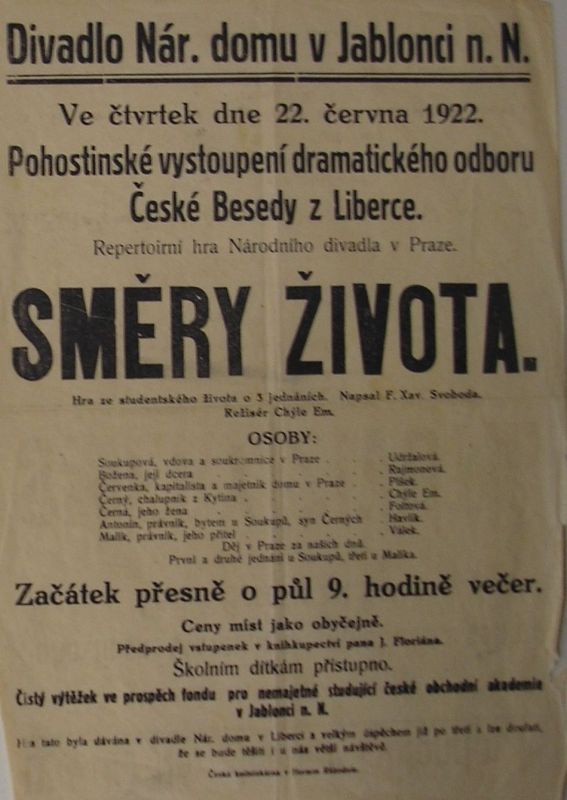 Divadlo Nár. domu v Jablonci n. N.
Ve čtvrtek dne 22. června 1922.
Pohostinské vystoupení dramatického odboru
České Besedy z Liberce.
Repertoirní hra Národního divadla v Praze.
SMĚRY ŽIVOTA.
Hra ze studentského života o 3 jednáních. Napsal F. Xav. Svoboda.
Režisér Chýle Em.
OSOBY:
Soukupová, vdova a soukromnice v Praze . . . Udržalová.
Božena, její dcera . . . Rajmonová.
Červenka, kapitalista a majetník domu v Praze . . . Plšek.
Černý, chalupník z Kytína . . . Chýle Em.
Černá, jeho žena . . . Foltová.
Antonín, právník, bytem u Soukupů, syn Černých . Havlík.
Malík, právník, jeho přítel . . . Válek.
Děj v Praze za našich dnů.
První a druhé jednání u Soukupů, třetí u Malíka.
Začátek přesně o půl 9. hodině večer.
Ceny míst jako obyčejně.
Předprodej vstupenek v knihkupectví pana J. Floriána.
Školním dítkám přístupno.
Čistý výtěžek ve prospěch fondu pro nemajetné studující české obchodní akademie
v Jablonci n. N.
Hra tato byla dávána v divadle Nár. domu v Liberci s velkým úspěchem již po třetí a lze doufati,
že se bude těšiti i u nás větší návštěvě.
Česká knihtiskárna v